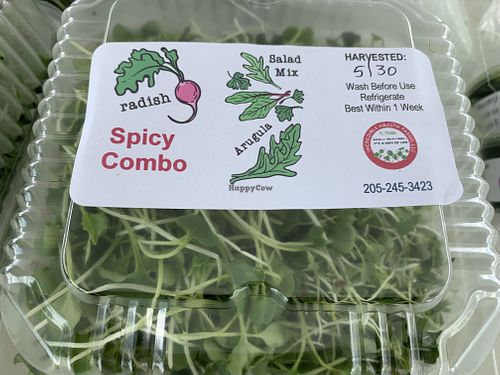 radish
Spicy
Combo
Salad
Mix
Arugula
HappyCow
HARVESTED:
5/30
Wash Before Use
Refrigerate
Best Within 1 Week
205-245-3423